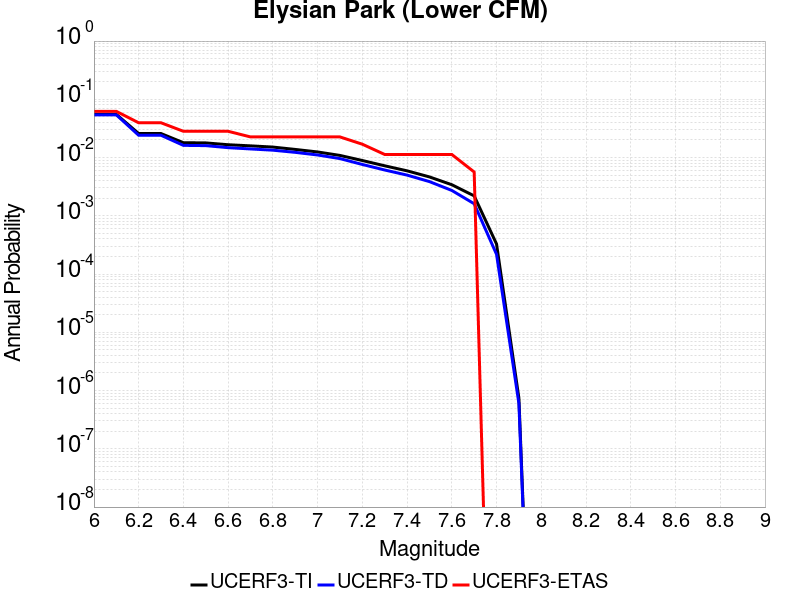 Elysian Park (Lower CFM)
10^0
10^-1
10^-2
10^-3
10^-4
10^-5
10^-6
10^-7
10^-8
Annual Probability
6 6.2 6.4 6.6 6.8 7 7.2 7.4 7.6 7.8 8 8.2 8.4 8.6 8.8 9
Magnitude
UCERF3-TI UCERF3-TD UCERF3-ETAS